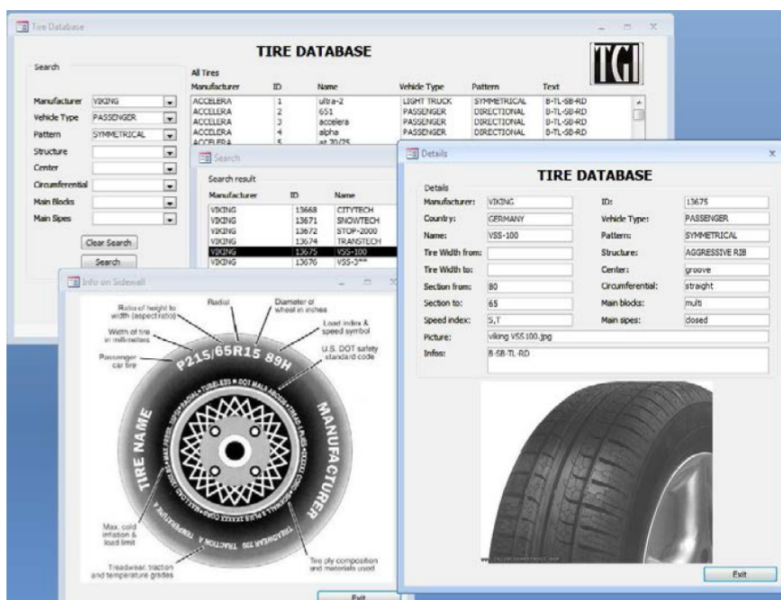 Tire Database
TIRE DATABASE
TGI
Search
Manufacturer VIKING
Vehicle Type PASSENGER
Pattern SYMMETRICAL
Structure
Center
Circumferential
Main Blocks
Main Sipes
Clear Search
Search
All Tires
Manufacturer ID Name Vehicle Type Pattern Text
ACCELERA 1 ultra-2 LIGHT TRUCK SYMMETRICAL B-TL-SB-RD
ACCELERA 2 651 PASSENGER DIRECTIONAL B-TL-SB-RD
ACCELERA 3 accelera PASSENGER DIRECTIONAL B-TL-SB-RD
ACCELERA 4 alpha PASSENGER DIRECTIONAL B-TL-SB-RD
Search
Search result
Manufacturer ID Name
VIKING 13668 CITYTECH
VIKING 13671 SNOWTECH
VIKING 13672 STOP-2000
VIKING 13674 TRANSTECH
VIKING 13675 VSS-100
VIKING 13676 VSS-3**
Info on Sidewall
Ratio of height to
width (aspect ratio)
Radial
Diameter of
wheel in inches
Width of tire
in millimeters
Load index &
speed symbol
Passenger
car tire
U.S. DOT safety
standard code
P215/65R15 89H
TIRE NAME
MANUFACTURER
Max. cold
inflation &
load limit
Treadwear, traction
and temperature grades
Tire ply composition
and materials used
Exit
Details
TIRE DATABASE
Details
Manufacturer: VIKING ID: 13675
Country: GERMANY Vehicle Type: PASSENGER
Name: VSS-100 Pattern: SYMMETRICAL
Tire Width from: Structure: AGGRESSIVE RIB
Tire Width to: Center: groove
Section from: 80 Circumferential: straight
Section to: 65 Main blocks: multi
Speed index: S,T Main sipes: closed
Picture: viking VSS100.jpg
Infos: B-SB-TL-RD
Exit